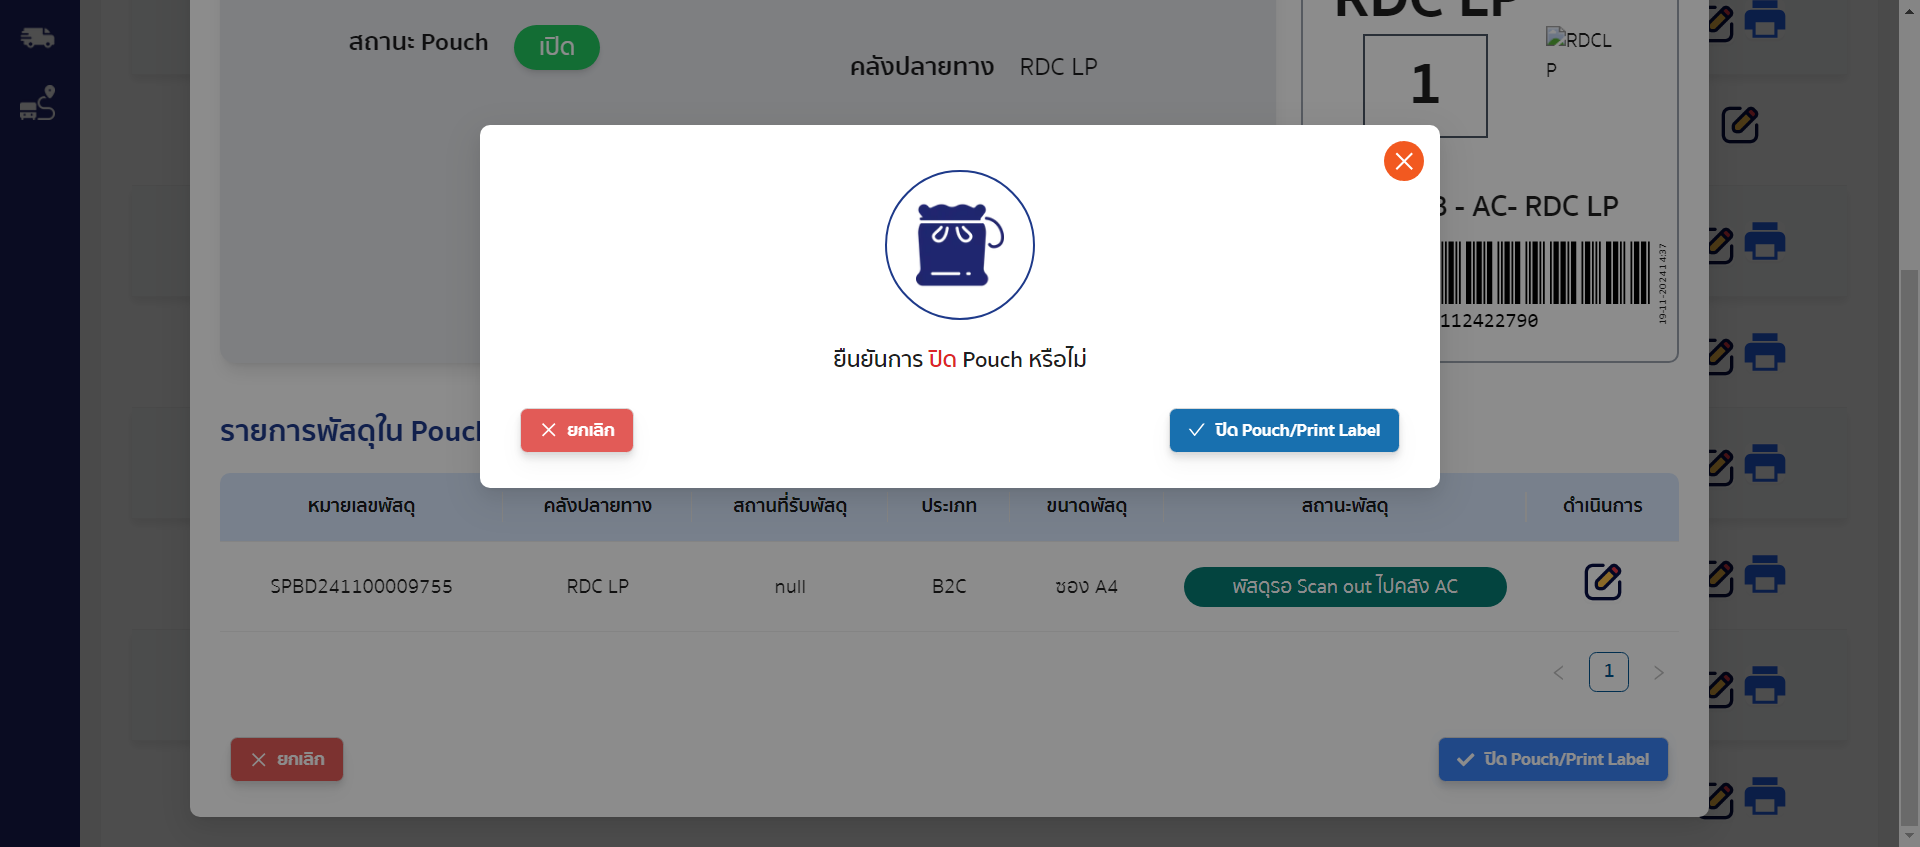 สถานะ Pouch
เปิด
คลังปลายทาง
RDC LP
RDC LP
1
RDCL
P
- AC- RDC LP
112422790
19-11-2024 14:37
ยืนยันการ ปิด Pouch หรือไม่
ยกเลิก
ปิด Pouch/Print Label
รายการพัสดุใน Pouch
หมายเลขพัสดุ
คลังปลายทาง
สถานที่รับพัสดุ
ประเภท
ขนาดพัสดุ
สถานะพัสดุ
ดำเนินการ
SPBD241100009755
RDC LP
null
B2C
ซอง A4
พัสดุรอ Scan out ไปคลัง AC
1
ยกเลิก
ปิด Pouch/Print Label